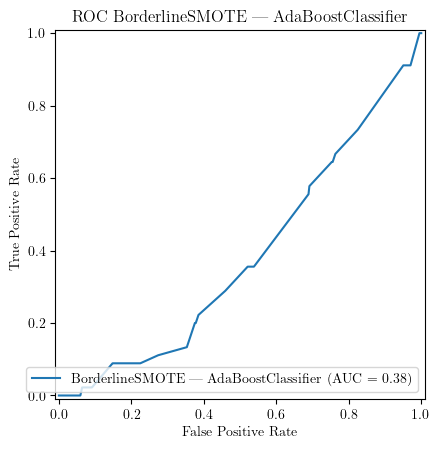 ROC BorderlineSMOTE — AdaBoostClassifier
1.0
0.8
0.6
0.4
0.2
0.0
True Positive Rate
BorderlineSMOTE — AdaBoostClassifier (AUC = 0.38)
0.0 0.2 0.4 0.6 0.8 1.0
False Positive Rate